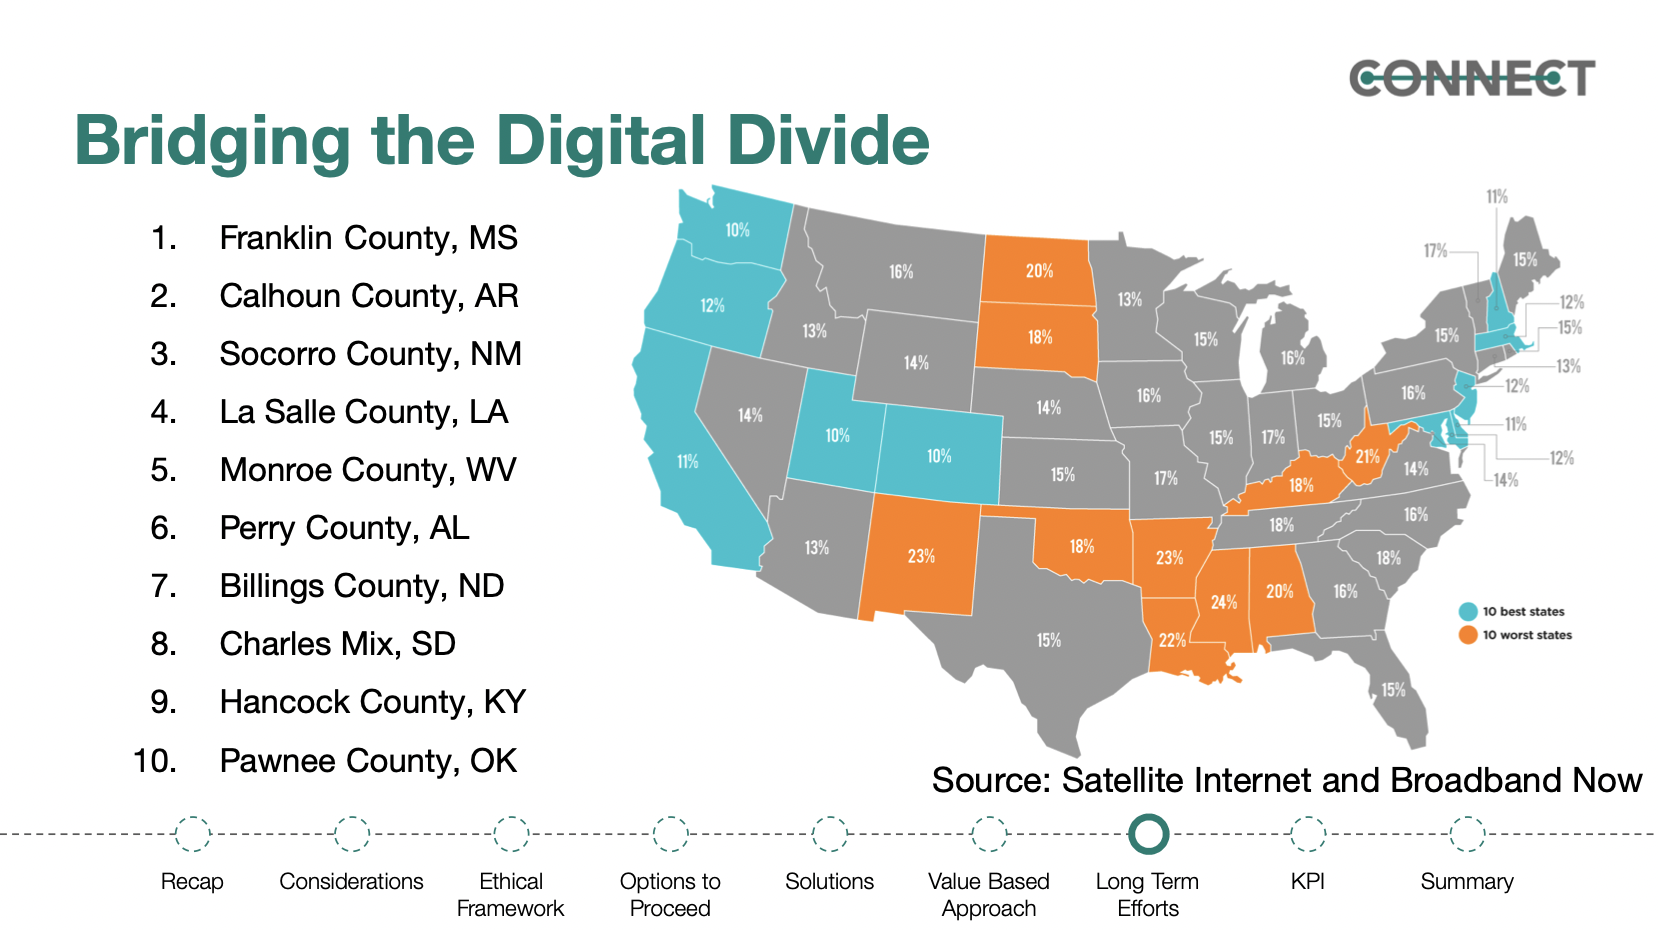 CONNECT
Bridging the Digital Divide
1. Franklin County, MS
2. Calhoun County, AR
3. Socorro County, NM
4. La Salle County, LA
5. Monroe County, WV
6. Perry County, AL
7. Billings County, ND
8. Charles Mix, SD
9. Hancock County, KY
10. Pawnee County, OK
11%
10%
17%
15%
16%
20%
13%
12%
12%
15%
13%
18%
15%
15%
14%
16%
13%
12%
16%
14%
16%
14%
15%
11%
10%
15%
17%
21%
11%
10%
12%
14%
14%
15%
17%
18%
18%
16%
13%
23%
18%
23%
18%
24%
20%
16%
15%
22%
15%
10 best states
10 worst states
Source: Satellite Internet and Broadband Now
Recap
Considerations
Ethical
Framework
Options to
Proceed
Solutions
Value Based
Approach
Long Term
Efforts
KPI
Summary